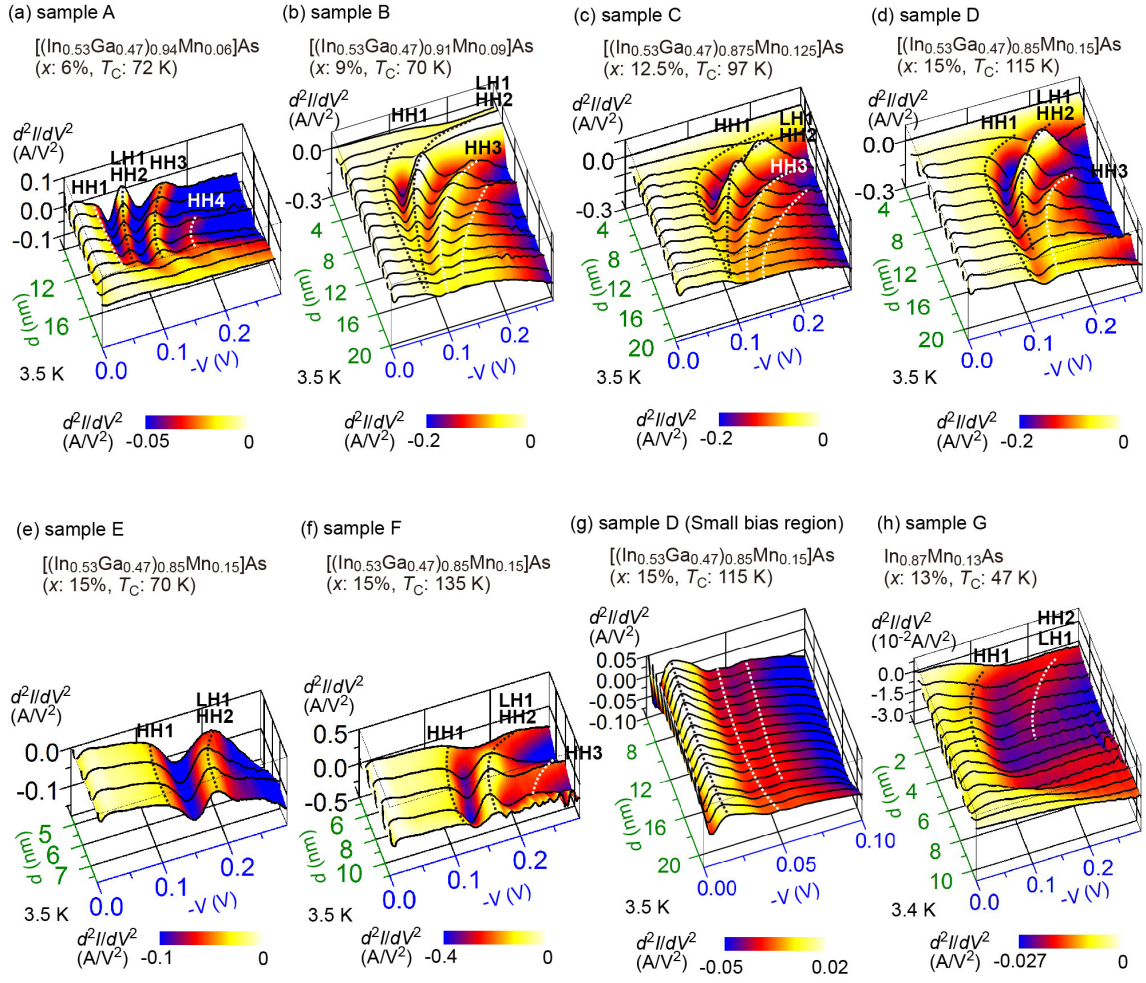 (a) sample A
[(In0.53Ga0.47)0.94Mn0.06]As
(x: 6%, TC: 72 K)
d²I/dV²
(A/V²)
0.1
0.0
-0.1
HH1
LH1
HH2
HH3
HH4
12
16
d (nm)
0.0
0.1
0.2
-V (V)
3.5 K
d²I/dV²
(A/V²)
-0.05
0
(b) sample B
[(In0.53Ga0.47)0.91Mn0.09]As
(x: 9%, TC: 70 K)
d²I/dV²
(A/V²)
0.0
-0.3
HH1
LH1
HH2
HH3
4
8
12
16
20
d (nm)
0.0
0.1
0.2
-V (V)
3.5 K
d²I/dV²
(A/V²)
-0.2
0
(c) sample C
[(In0.53Ga0.47)0.875Mn0.125]As
(x: 12.5%, TC: 97 K)
d²I/dV²
(A/V²)
0.0
-0.3
HH1
LH1
HH2
HH3
4
8
12
16
20
d (nm)
0.0
0.1
0.2
-V (V)
3.5 K
d²I/dV²
(A/V²)
-0.2
0
(d) sample D
[(In0.53Ga0.47)0.85Mn0.15]As
(x: 15%, TC: 115 K)
d²I/dV²
(A/V²)
0.0
-0.3
HH1
LH1
HH2
HH3
4
8
12
16
20
d (nm)
0.0
0.1
0.2
-V (V)
3.5 K
d²I/dV²
(A/V²)
-0.2
0
(e) sample E
[(In0.53Ga0.47)0.85Mn0.15]As
(x: 15%, TC: 70 K)
d²I/dV²
(A/V²)
0.0
-0.1
HH1
LH1
HH2
5
6
7
d (nm)
0.0
0.1
0.2
-V (V)
3.5 K
d²I/dV²
(A/V²)
-0.1
0
(f) sample F
[(In0.53Ga0.47)0.85Mn0.15]As
(x: 15%, TC: 135 K)
d²I/dV²
(A/V²)
0.5
0.0
-0.5
HH1
LH1
HH2
HH3
6
8
10
d (nm)
0.0
0.1
0.2
-V (V)
3.5 K
d²I/dV²
(A/V²)
-0.4
0
(g) sample D (Small bias region)
[(In0.53Ga0.47)0.85Mn0.15]As
(x: 15%, TC: 115 K)
d²I/dV²
(A/V²)
0.05
0.00
-0.05
-0.10
8
12
16
20
d (nm)
0.00
0.05
0.10
-V (V)
3.5 K
d²I/dV²
(A/V²)
-0.05
0.02
(h) sample G
In0.87Mn0.13As
(x: 13%, TC: 47 K)
d²I/dV²
(10⁻²A/V²)
0.0
-1.5
-3.0
HH1
HH2
LH1
2
4
6
8
10
d (nm)
0.0
0.1
0.2
-V (V)
3.4 K
d²I/dV²
(A/V²)
-0.027
0